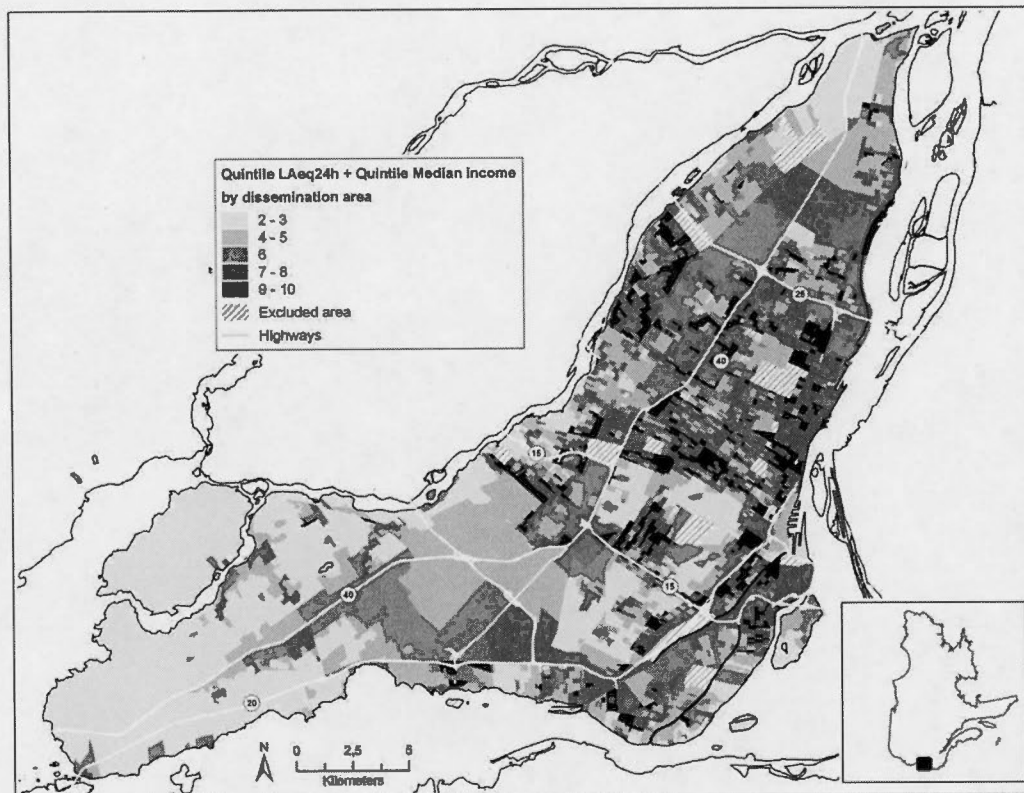 Quintile LAeq24h + Quintile Median Income
by dissemination area
2 - 3
4 - 5
6
7 - 8
9 - 10
Excluded area
Highways
25
40
15
15
40
20
N
0 2,5 5
Kilometers